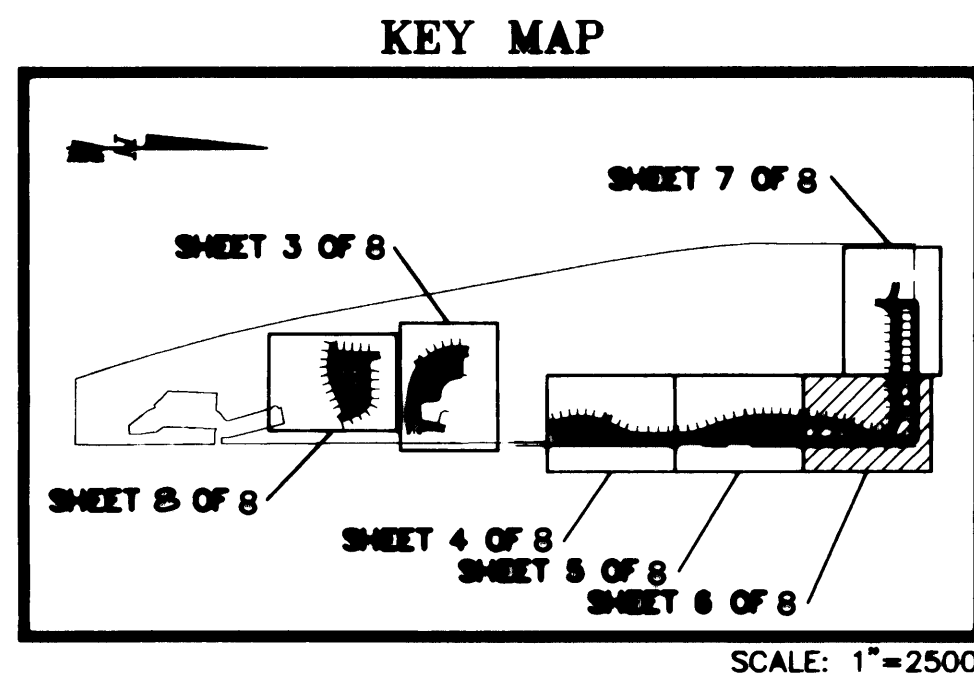 KEY MAP
N
SHEET 7 OF 8
SHEET 3 OF 8
SHEET 8 OF 8
SHEET 4 OF 8
SHEET 5 OF 8
SHEET 6 OF 8
SCALE: 1"=2500